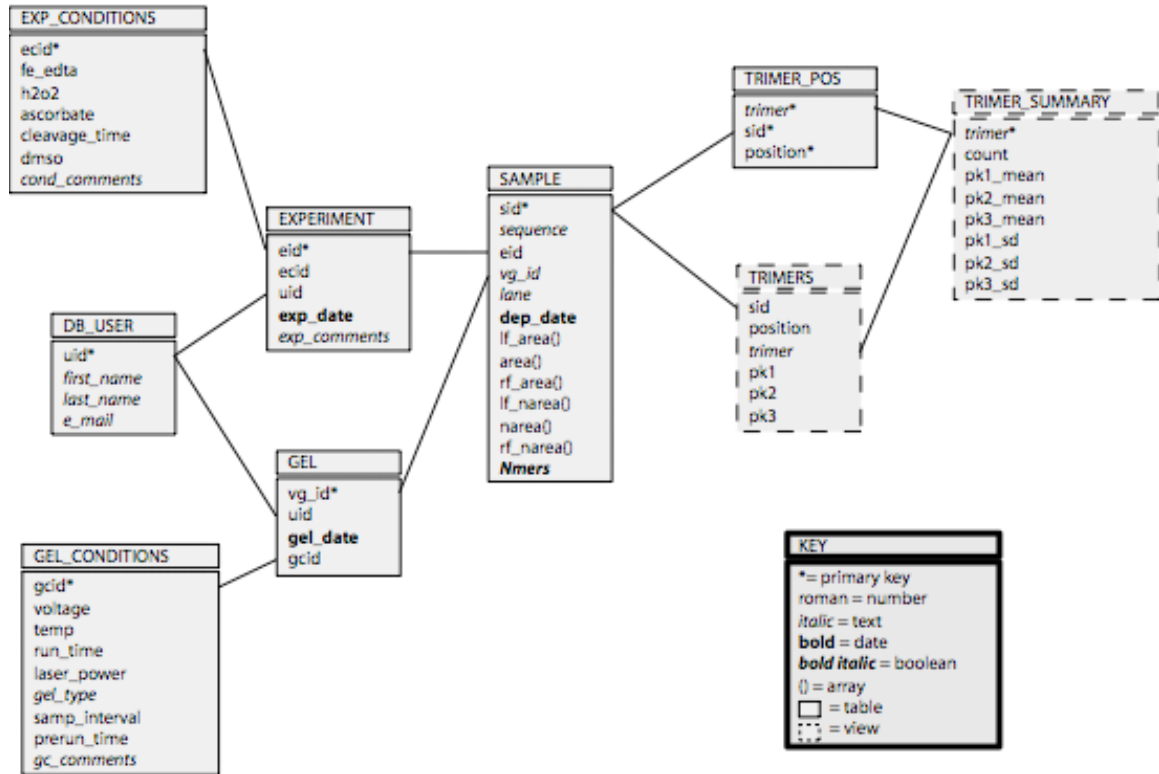 EXP_CONDITIONS
ecid*
fe_edta
h2o2
ascorbate
cleavage_time
dmso
cond_comments
DB_USER
uid*
first_name
last_name
e_mail
GEL_CONDITIONS
gcid*
voltage
temp
run_time
laser_power
gel_type
samp_interval
prerun_time
gc_comments
EXPERIMENT
eid*
ecid
uid
exp_date
exp_comments
GEL
vg_id*
uid
gel_date
gcid
SAMPLE
sid*
sequence
eid
vg_id
lane
dep_date
lf_area()
area()
rf_area()
lf_narea()
narea()
rf_narea()
Nmers
TRIMER_POS
trimer*
sid*
position*
TRIMERS
sid
position
trimer
pk1
pk2
pk3
TRIMER_SUMMARY
trimer*
count
pk1_mean
pk2_mean
pk3_mean
pk1_sd
pk2_sd
pk3_sd
KEY
*= primary key
roman = number
italic = text
bold = date
bold italic = boolean
() = array
= table
= view